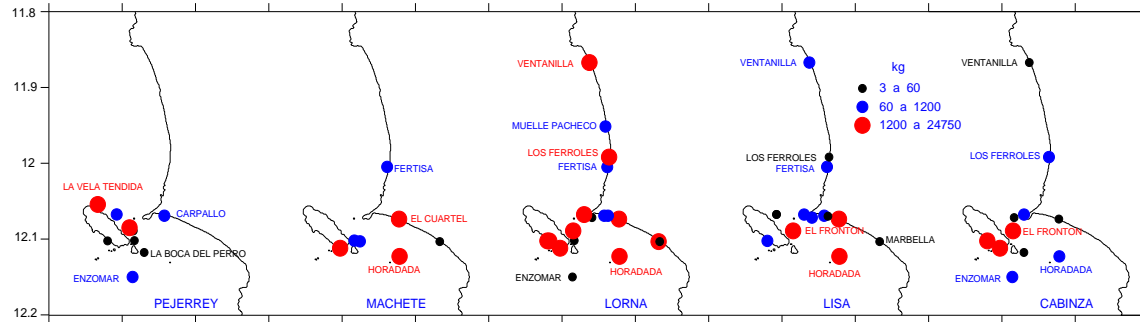 11.8
11.9
12
12.1
12.2
LA VELA TENDIDA
CARPALLO
LA BOCA DEL PERRO
ENZOMAR
PEJERREY
FERTISA
EL CUARTEL
HORADADA
MACHETE
VENTANILLA
MUELLE PACHECO
LOS FERROLES
FERTISA
HORADADA
ENZOMAR
LORNA
VENTANILLA
LOS FERROLES
FERTISA
EL FRONTON
MARBELLA
HORADADA
LISA
kg
3 a 60
60 a 1200
1200 a 24750
VENTANILLA
LOS FERROLES
EL FRONTON
HORADADA
ENZOMAR
CABINZA